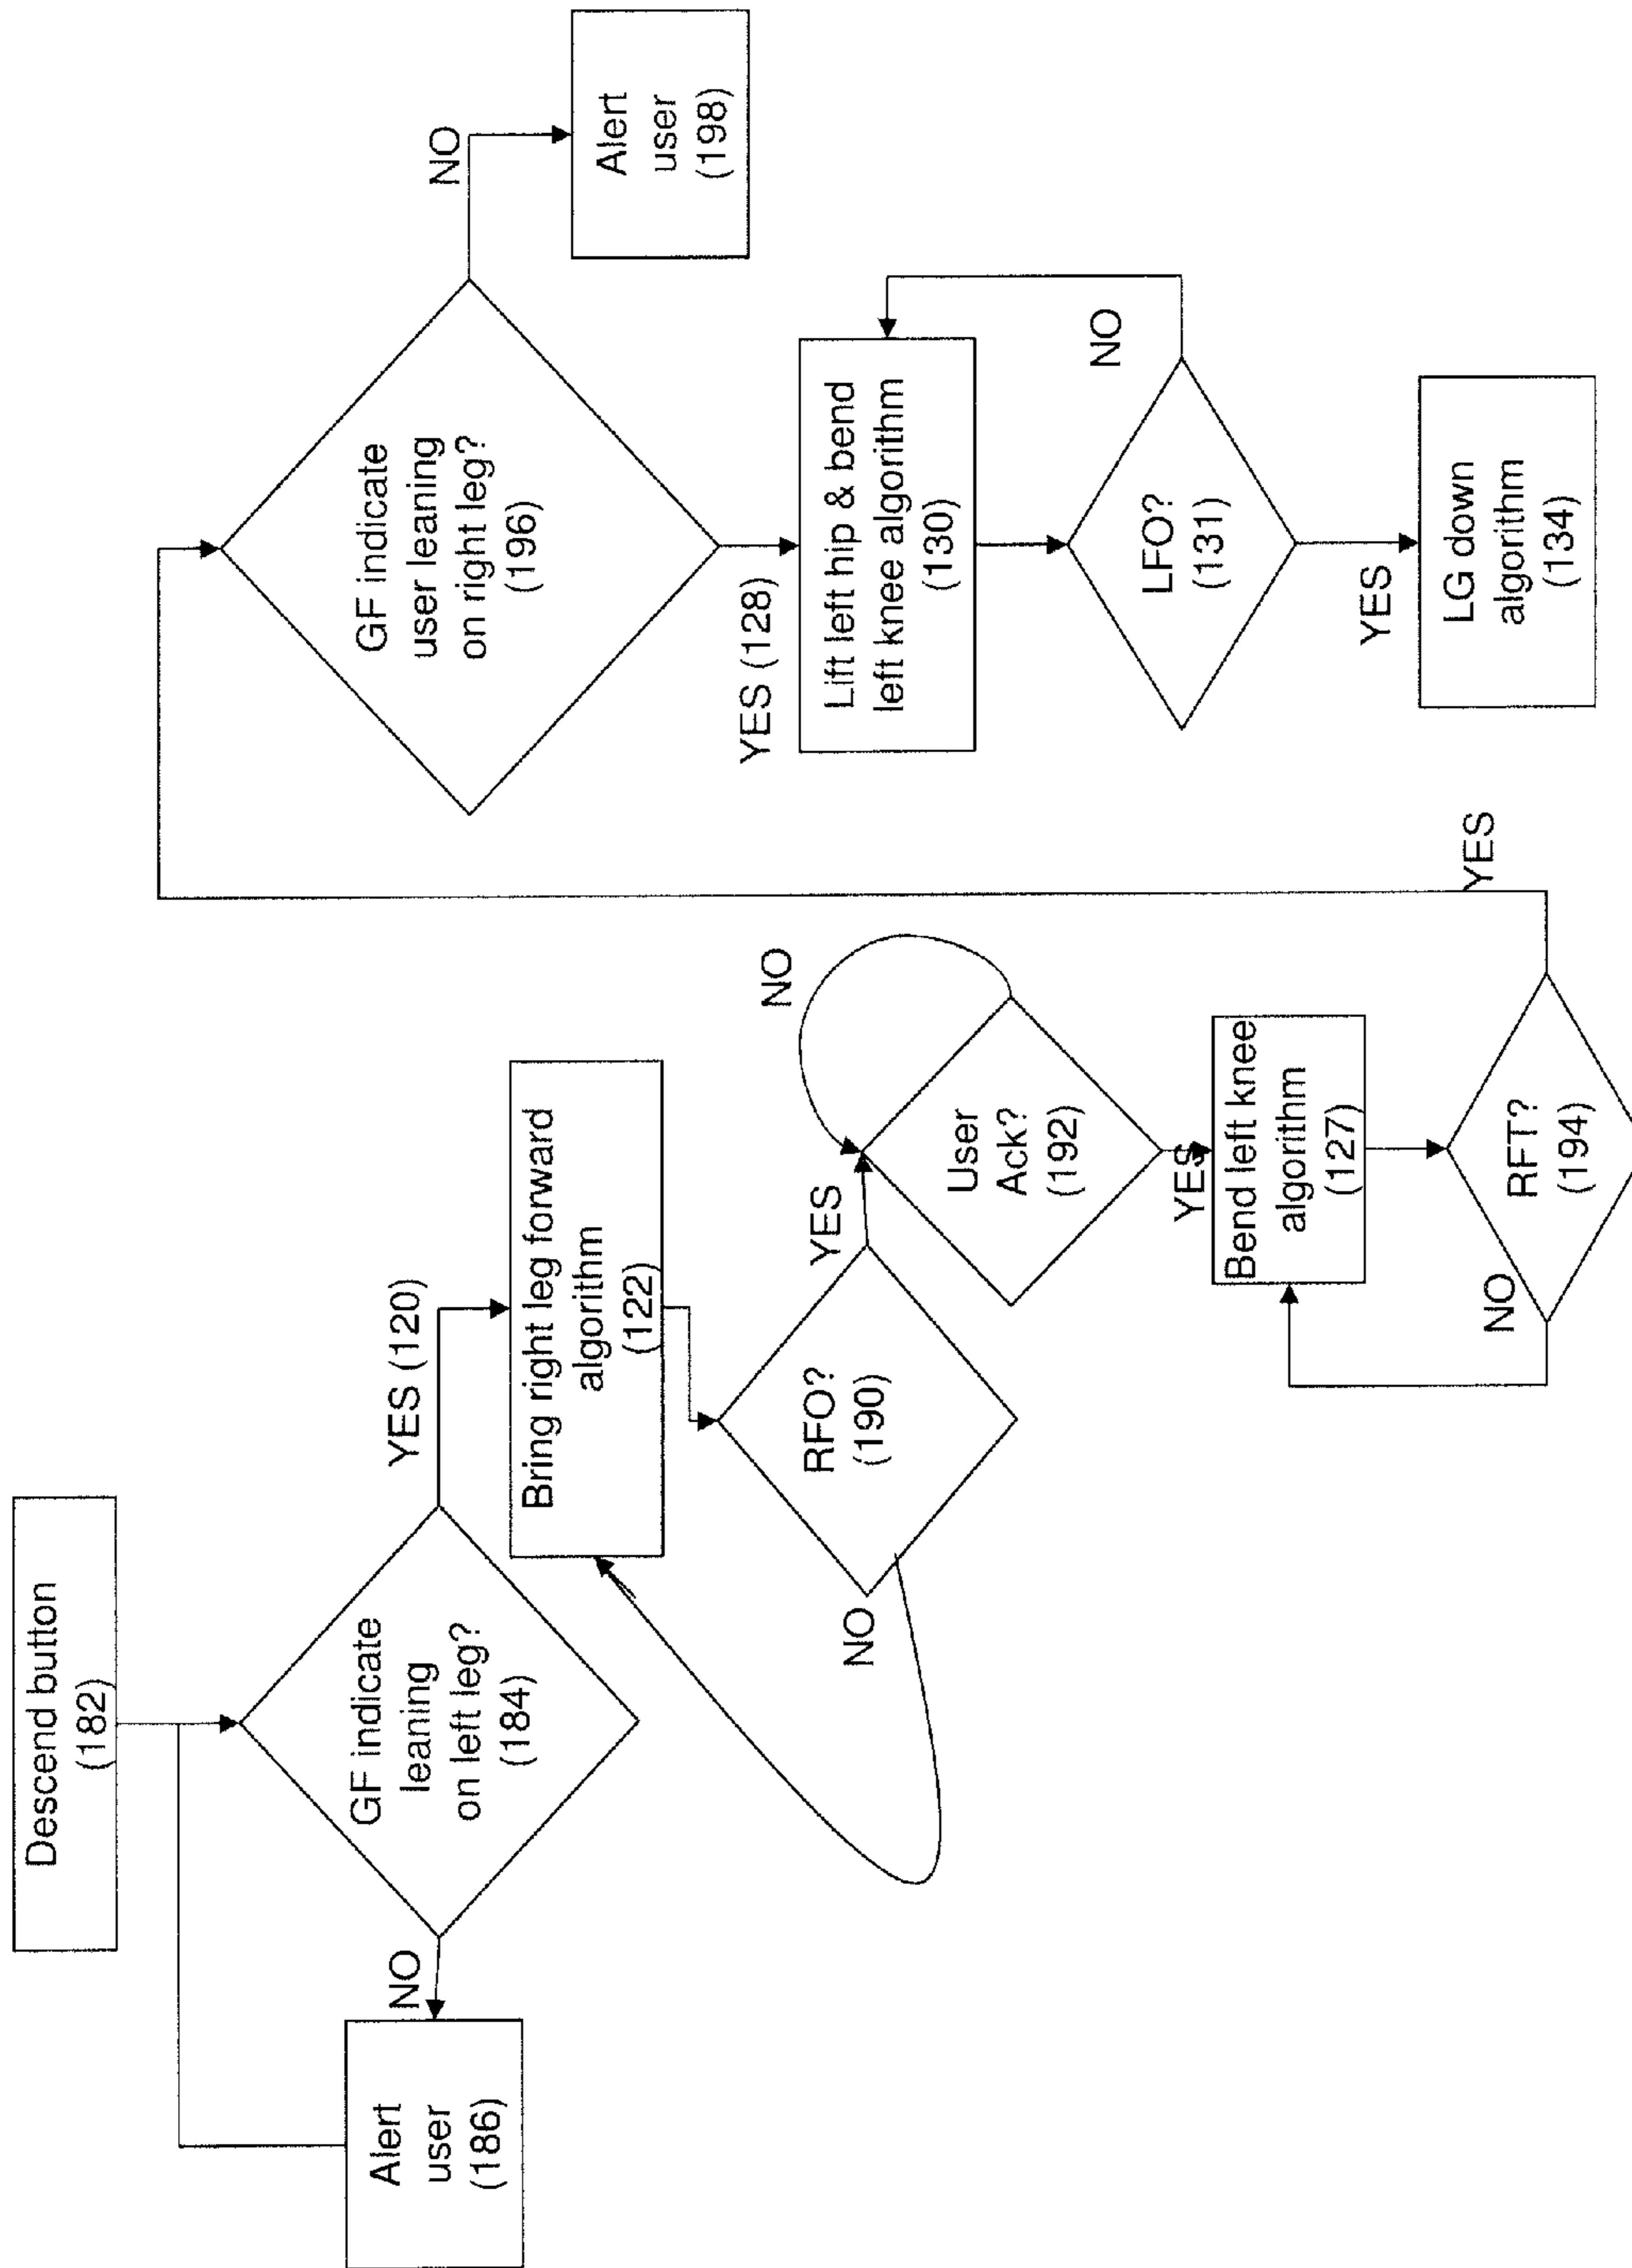 Descend button
(182)
GF indicate
leaning
on left leg?
(184)
NO
Alert
user
(186)
YES (120)
Bring right leg forward
algorithm
(122)
RFO?
(190)
NO
YES
User
Ack?
(192)
NO
YES
Bend left knee
algorithm
(127)
RFT?
(194)
NO
YES
GF indicate
user leaning
on right leg?
(196)
NO
Alert
user
(198)
YES (128)
Lift left hip & bend
left knee algorithm
(130)
LFO?
(131)
NO
YES
LG down
algorithm
(134)